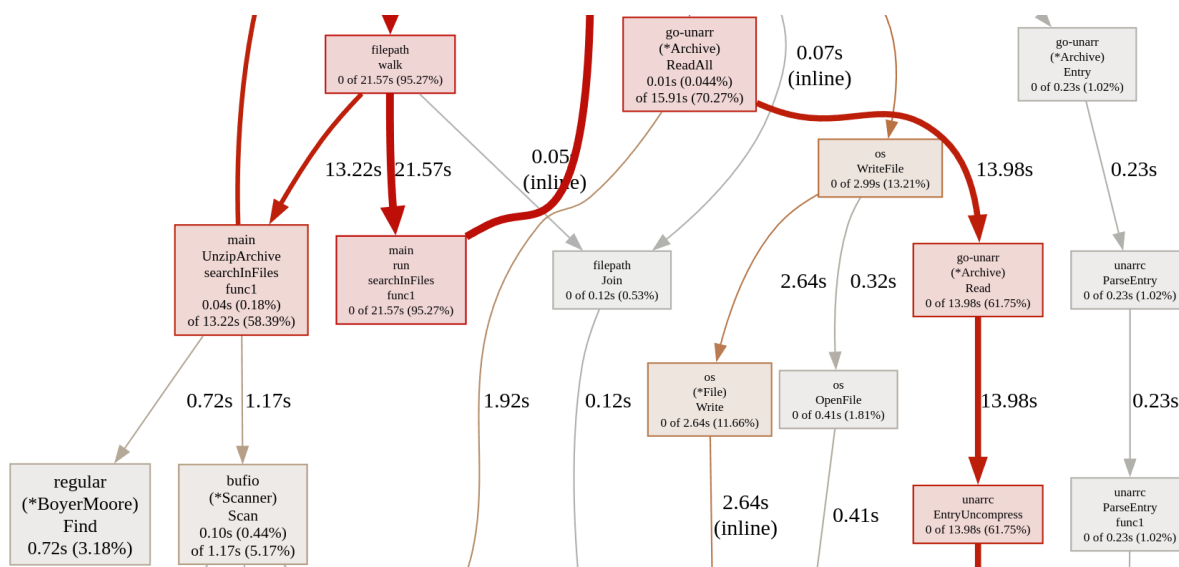 filepath
walk
0 of 21.57s (95.27%)
go-unarr
(*Archive)
ReadAll
0.01s (0.044%)
of 15.91s (70.27%)
0.07s
(inline)
go-unarr
(*Archive)
Entry
0 of 0.23s (1.02%)
13.22s
21.57s
0.05s
(inline)
os
WriteFile
0 of 2.99s (13.21%)
13.98s
0.23s
main
UnzipArchive
searchInFiles
func1
0.04s (0.18%)
of 13.22s (58.39%)
main
run
searchInFiles
func1
0 of 21.57s (95.27%)
filepath
Join
0 of 0.12s (0.53%)
2.64s
0.32s
go-unarr
(*Archive)
Read
0 of 13.98s (61.75%)
unarrc
ParseEntry
0 of 0.23s (1.02%)
0.72s
1.17s
1.92s
0.12s
os
(*File)
Write
0 of 2.64s (11.66%)
os
OpenFile
0 of 0.41s (1.81%)
13.98s
0.23s
regular
(*BoyerMoore)
Find
0.72s (3.18%)
bufio
(*Scanner)
Scan
0.10s (0.44%)
of 1.17s (5.17%)
2.64s
(inline)
0.41s
unarrc
EntryUncompress
0 of 13.98s (61.75%)
unarrc
ParseEntry
func1
0 of 0.23s (1.02%)